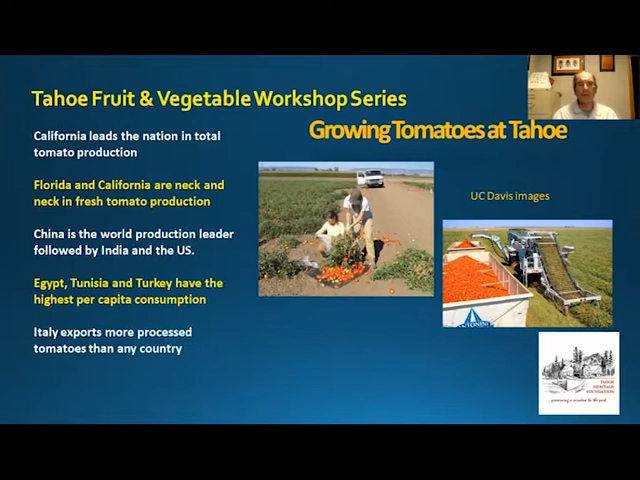 Tahoe Fruit & Vegetable Workshop Series
Growing Tomatoes at Tahoe
California leads the nation in total
tomato production
Florida and California are neck and
neck in fresh tomato production
China is the world production leader
followed by India and the US.
Egypt, Tunisia and Turkey have the
highest per capita consumption
Italy exports more processed
tomatoes than any country
UC Davis images
TAHOE
HERITAGE
FOUNDATION